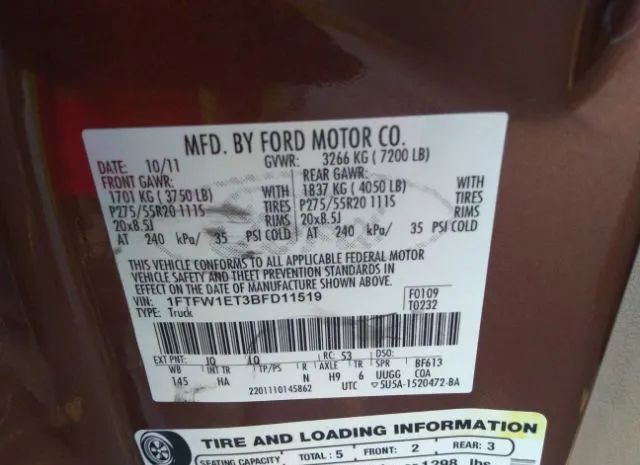 MFD. BY FORD MOTOR CO.
DATE: 10/11 GVWR: 3266 KG ( 7200 LB)
FRONT GAWR: REAR GAWR:
1701 KG ( 3750 LB) WITH 1837 KG ( 4050 LB) WITH
P275/55R20 111S TIRES P275/55R20 111S TIRES
20x8.5J RIMS 20x8.5J RIMS
AT 240 kPa/ 35 PSI COLD AT 240 kPa/ 35 PSI COLD
THIS VEHICLE CONFORMS TO ALL APPLICABLE FEDERAL MOTOR
VEHICLE SAFETY AND THEFT PREVENTION STANDARDS IN
EFFECT ON THE DATE OF MANUFACTURE SHOWN ABOVE.
VIN: 1FTFW1ET3BFD11519 F0109
TYPE: Truck T0232
EXT PNT: RC: 53 DSO:
WB INT TR TP/PS R AXLE TR SPR BF613
145 HA N H9 6 UUGG COA
2201110145862 UTC 5U5A-1520472-BA
TIRE AND LOADING INFORMATION
SEATING CAPACITY TOTAL : 5 FRONT: 2 REAR: 3
1298 lbs